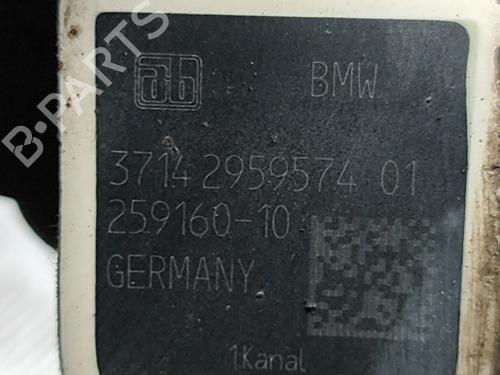 ab BMW
3714 2959574 01
259160-10
GERMANY
1Kanal
B-PARTS